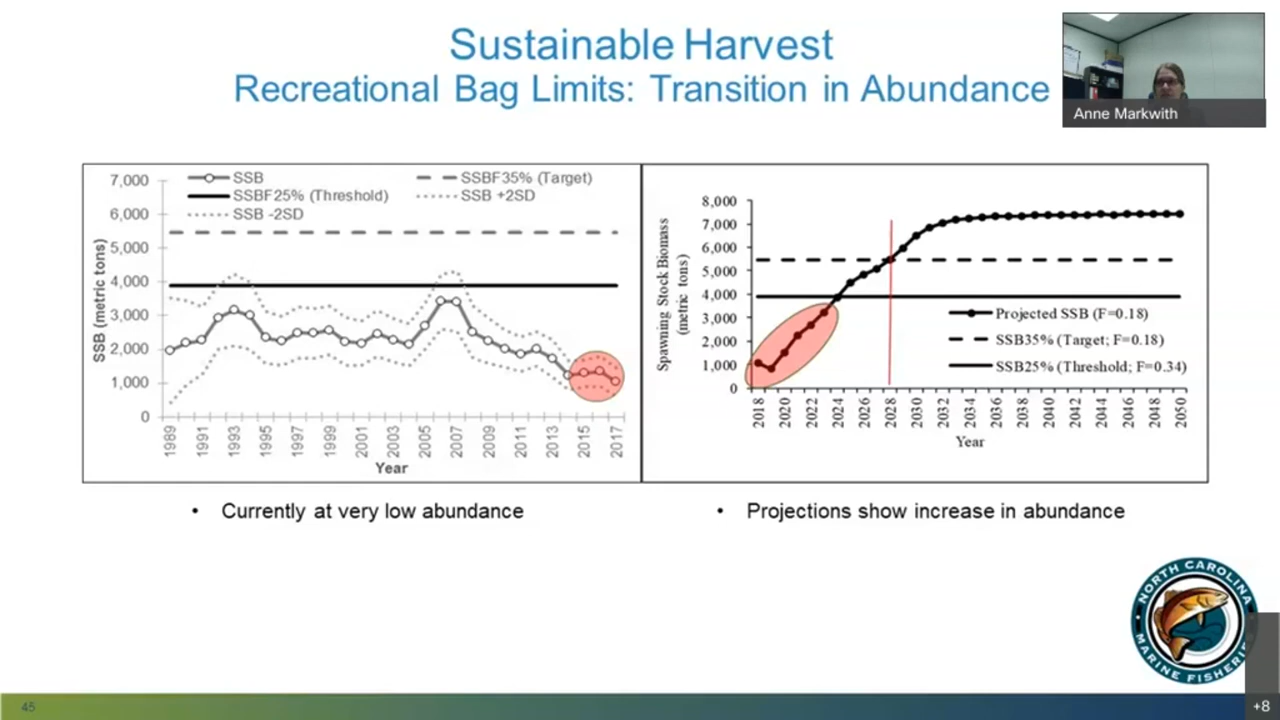 Sustainable Harvest
Recreational Bag Limits: Transition in Abundance
Anne Markwith
7,000
6,000
5,000
4,000
3,000
2,000
1,000
0
SSB (metric tons)
SSB
SSBF35% (Target)
SSBF25% (Threshold)
SSB +2SD
SSB -2SD
1989
1991
1993
1995
1997
1999
2001
2003
2005
2007
2009
2011
2013
2015
2017
Year
8,000
7,000
6,000
5,000
4,000
3,000
2,000
1,000
0
Spawning Stock Biomass
(metric tons)
Projected SSB (F=0.18)
SSB35% (Target; F=0.18)
SSB25% (Threshold; F=0.34)
2018
2020
2022
2024
2026
2028
2030
2032
2034
2036
2038
2040
2042
2044
2046
2048
2050
Year
• Currently at very low abundance
• Projections show increase in abundance
NORTH CAROLINA
MARINE FISHERIES
45
+8